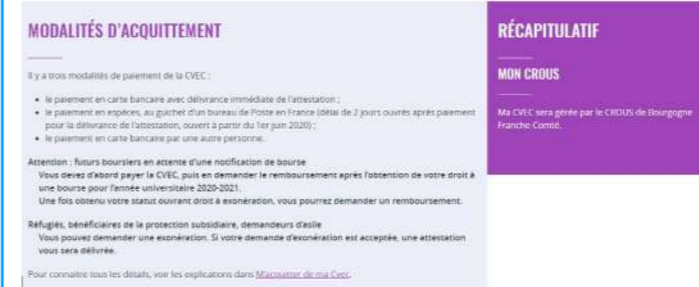 MODALITÉS D'ACQUITTEMENT
Il y a trois modalités de paiement de la CVEC :
• le paiement en carte bancaire avec délivrance immédiate de l'attestation ;
• le paiement en espèces, au guichet d'un bureau de Poste en France (délai de 2 jours ouvrés après paiement
pour la délivrance de l'attestation, ouvert à partir du 1er juin 2020) ;
• le paiement en carte bancaire par une autre personne.
Attention : futurs boursiers en attente d'une notification de bourse
Vous devez d'abord payer la CVEC, puis en demander le remboursement après l'obtention de votre droit à
une bourse pour l'année universitaire 2020-2021.
Une fois obtenu votre statut ouvrant droit à exonération, vous pourrez demander un remboursement.
Réfugiés, bénéficiaires de la protection subsidiaire, demandeurs d'asile
Vous pouvez demander une exonération. Si votre demande d'exonération est acceptée, une attestation
vous sera délivrée.
Pour connaitre tous les détails, voir les explications dans M'acquitter de ma Cvec.
RÉCAPITULATIF
MON CROUS
Ma CVEC sera gérée par le CROUS de Bourgogne
Franche Comté.